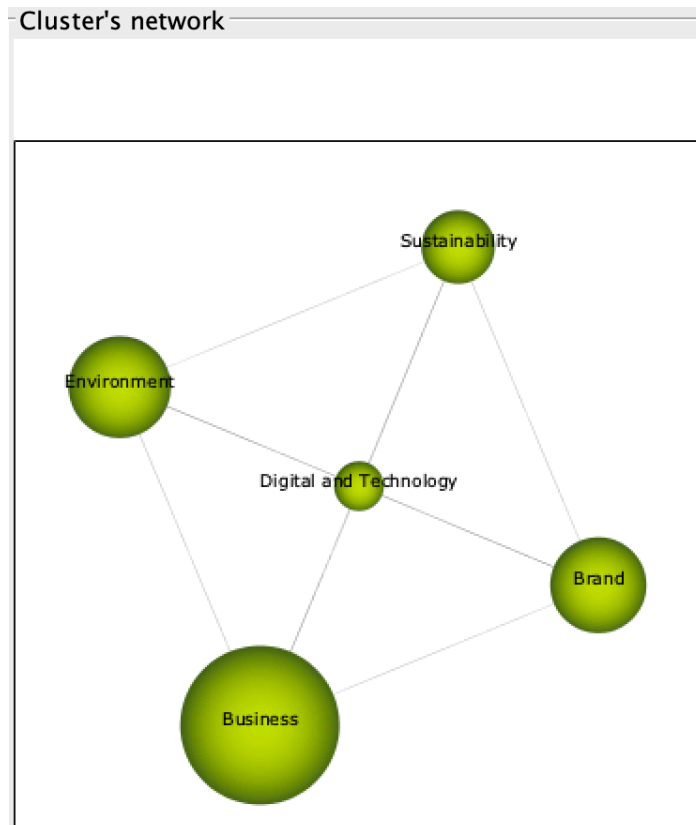 Cluster's network
Sustainability
Environment
Digital and Technology
Brand
Business